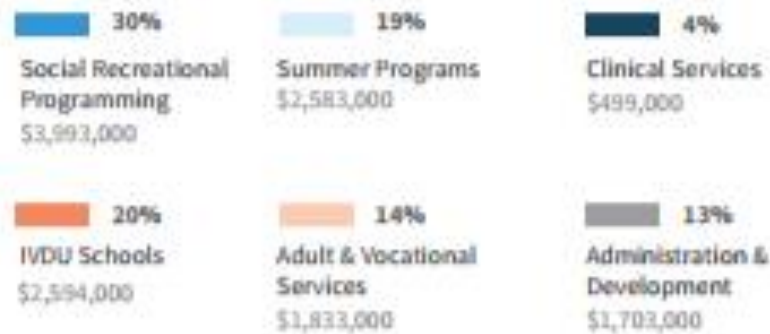 30%
Social Recreational
Programming
$3,993,000
19%
Summer Programs
$2,583,000
4%
Clinical Services
$499,000
20%
IVDU Schools
$2,594,000
14%
Adult & Vocational
Services
$1,833,000
13%
Administration &
Development
$1,703,000